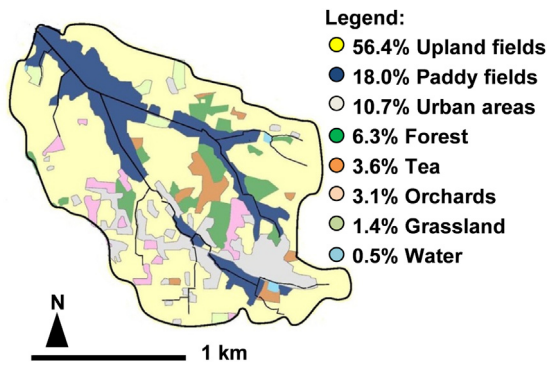 Legend:
56.4% Upland fields
18.0% Paddy fields
10.7% Urban areas
6.3% Forest
3.6% Tea
3.1% Orchards
1.4% Grassland
0.5% Water
N
1 km